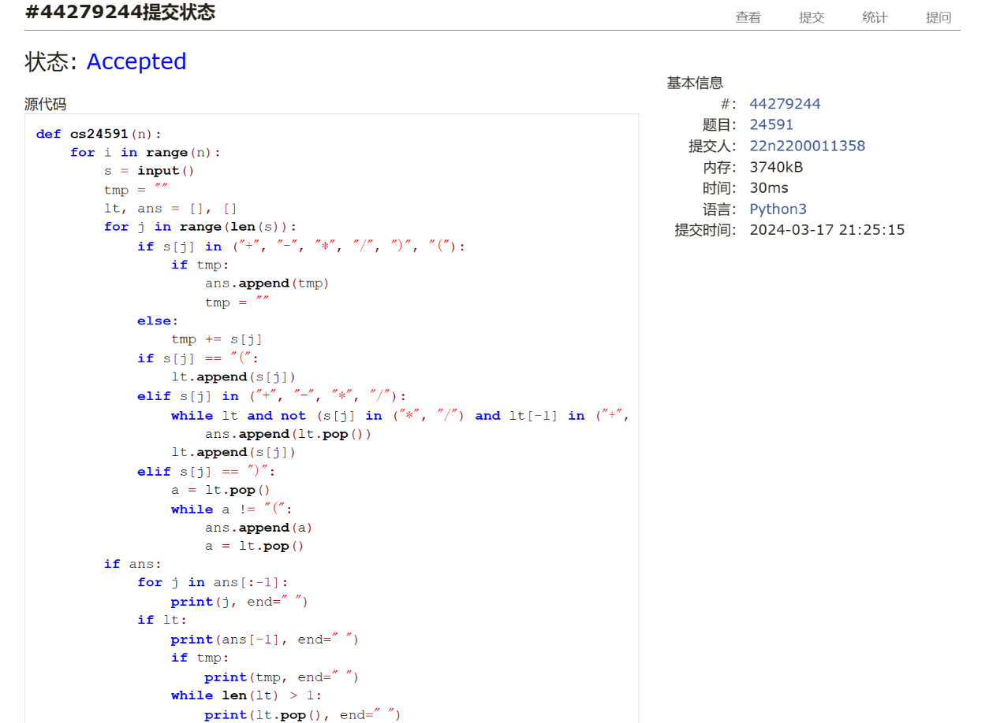 #44279244提交状态
查看 提交 统计 提问
状态: Accepted
基本信息
#: 44279244
题目: 24591
提交人: 22n2200011358
内存: 3740kB
时间: 30ms
语言: Python3
提交时间: 2024-03-17 21:25:15
源代码
def cs24591(n):
    for i in range(n):
        s = input()
        tmp = ""
        lt, ans = [], []
        for j in range(len(s)):
            if s[j] in ("+", "-", "*", "/", ")", "("):
                if tmp:
                    ans.append(tmp)
                    tmp = ""
            else:
                tmp += s[j]
            if s[j] == "(":
                lt.append(s[j])
            elif s[j] in ("+", "-", "*", "/"):
                while lt and not (s[j] in ("*", "/") and lt[-1] in ("+",
                    ans.append(lt.pop())
                lt.append(s[j])
            elif s[j] == ")":
                a = lt.pop()
                while a != "(":
                    ans.append(a)
                    a = lt.pop()
        if ans:
            for j in ans[:-1]:
                print(j, end=" ")
            if lt:
                print(ans[-1], end=" ")
                if tmp:
                    print(tmp, end=" ")
                while len(lt) > 1:
                    print(lt.pop(), end=" ")